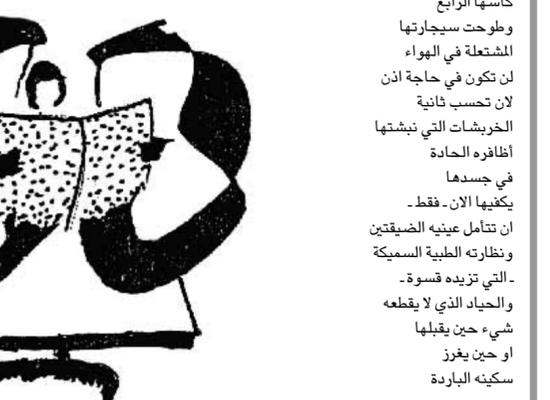 كأسها الرابع
وطوحت سيجارتها
المشتعلة في الهواء
لن تكون في حاجة اذن
لان تحسب ثانية
الخربشات التي نبشتها
أظافره الحادة
في جسدها
يكفيها الان ـ فقط ـ
ان تتأمل عينيه الضيقتين
ونظارته الطبية السميكة
ـ التي تزيده قسوة ـ
والحياد الذي لا يقطعه
شيء حين يقبلها
او حين يغرز
سكينه الباردة